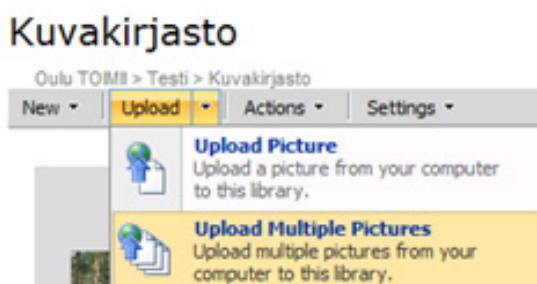 Kuvakirjasto
Oulu TOIMII > Testi > Kuvakirjasto
New Upload Actions Settings
Upload Picture
Upload a picture from your computer
to this library.
Upload Multiple Pictures
Upload multiple pictures from your
computer to this library.